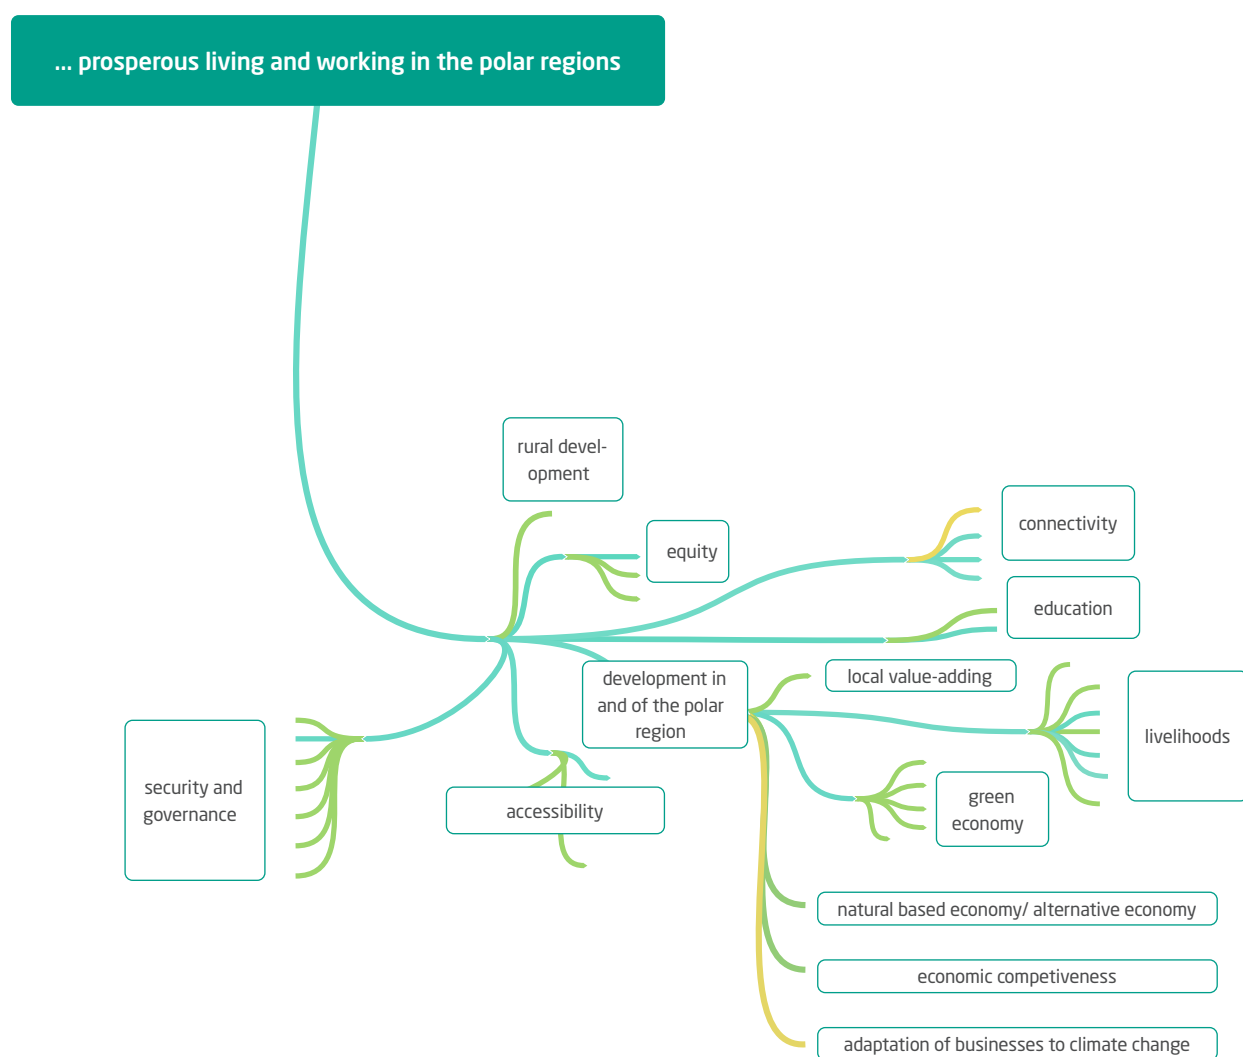 ... prosperous living and working in the polar regions
rural devel-
opment
equity
connectivity
education
development in
and of the polar
region
local value-adding
livelihoods
security and
governance
accessibility
green
economy
natural based economy/ alternative economy
economic competiveness
adaptation of businesses to climate change